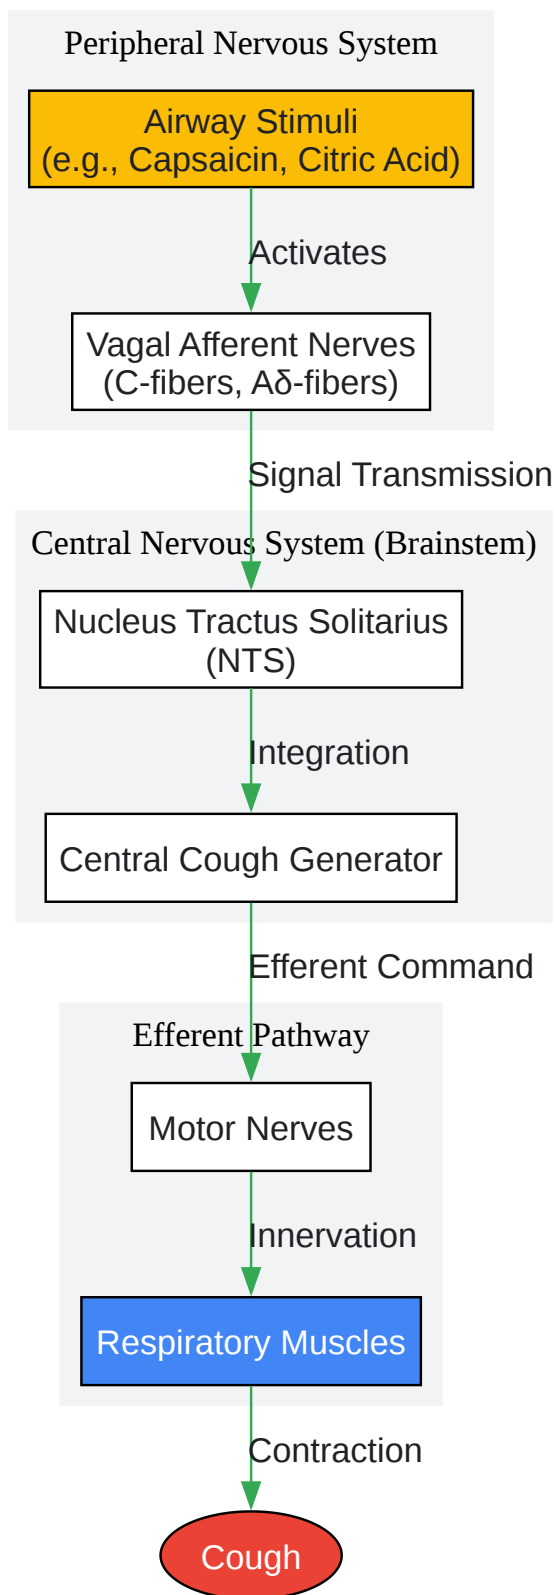 Peripheral Nervous System
Airway Stimuli
(e.g., Capsaicin, Citric Acid)
Activates
Vagal Afferent Nerves
(C-fibers, Aδ-fibers)
Signal Transmission
Central Nervous System (Brainstem)
Nucleus Tractus Solitarius
(NTS)
Integration
Central Cough Generator
Efferent Command
Efferent Pathway
Motor Nerves
Innervation
Respiratory Muscles
Contraction
Cough